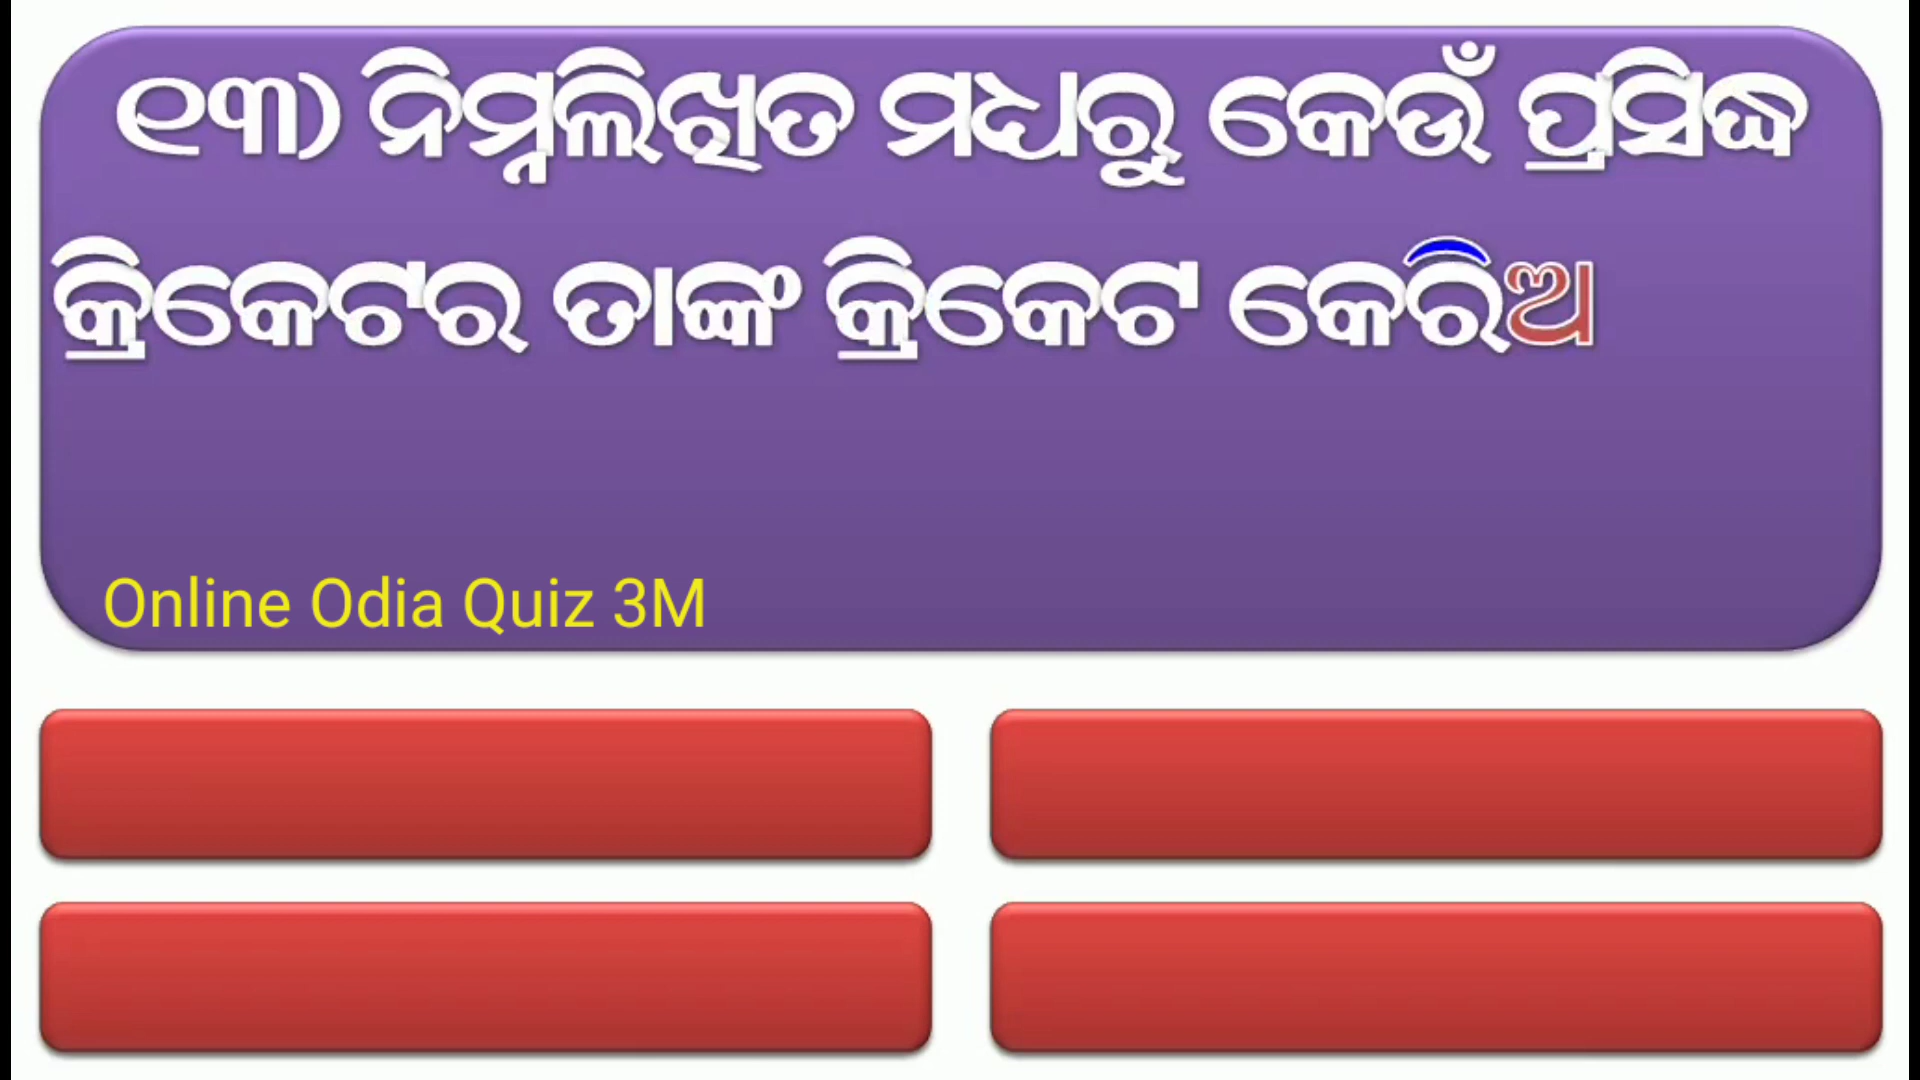 ୧୩) ନିମ୍ନଲିଖିତ ମଧ୍ୟରୁ କେଉଁ ପ୍ରସିଦ୍ଧ
କ୍ରିକେଟର ତାଙ୍କ କ୍ରିକେଟ କେରିଅ
Online Odia Quiz 3M